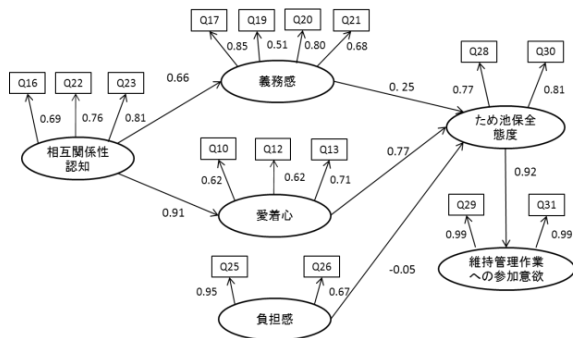 Q17
Q19
Q20
Q21
0.85
0.51
0.80
0.68
義務感
Q28
Q30
0.77
0.81
ため池保全
態度
Q16
Q22
Q23
0.69
0.76
0.81
相互関係性
認知
0.66
0.25
0.91
Q10
Q12
Q13
0.62
0.62
0.71
愛着心
0.77
0.92
Q29
Q31
0.99
0.99
維持管理作業
への参加意欲
Q25
Q26
0.95
0.67
負担感
-0.05